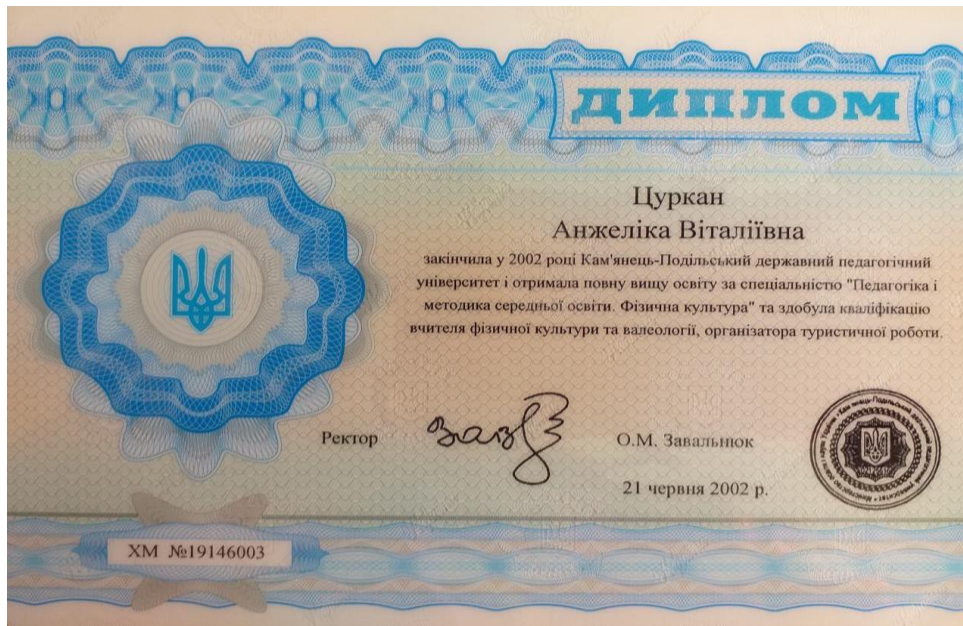 ДИПЛОМ
Цуркан
Анжеліка Віталіївна
закінчила у 2002 році Кам'янець-Подільський державний педагогічний
університет і отримала повну вищу освіту за спеціальністю "Педагогіка і
методика середньої освіти. Фізична культура" та здобула кваліфікацію
вчителя фізичної культури та валеології, організатора туристичної роботи.
Ректор
О.М. Завальнюк
21 червня 2002 р.
ХМ №19146003